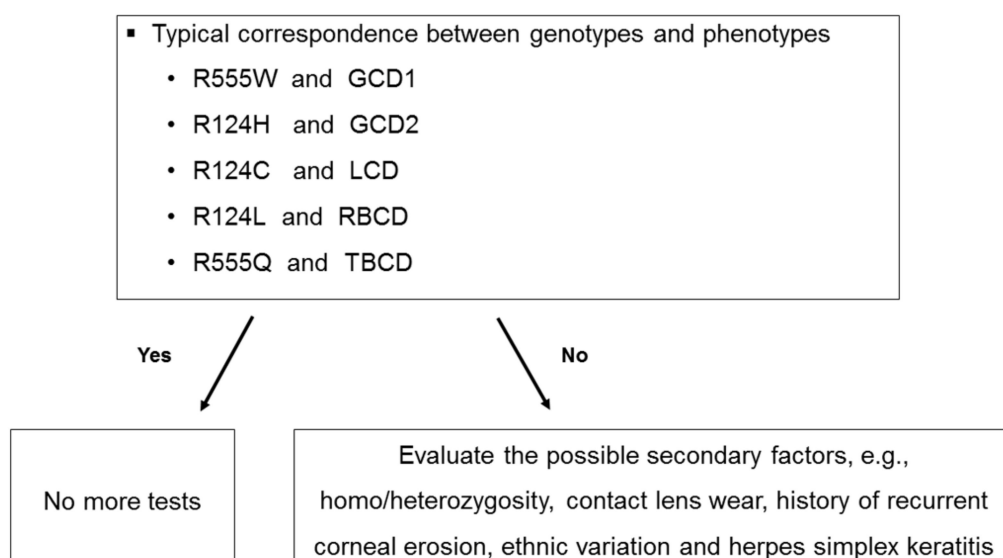 ▪ Typical correspondence between genotypes and phenotypes
• R555W and GCD1
• R124H and GCD2
• R124C and LCD
• R124L and RBCD
• R555Q and TBCD
Yes
No
No more tests
Evaluate the possible secondary factors, e.g.,
homo/heterozygosity, contact lens wear, history of recurrent
corneal erosion, ethnic variation and herpes simplex keratitis